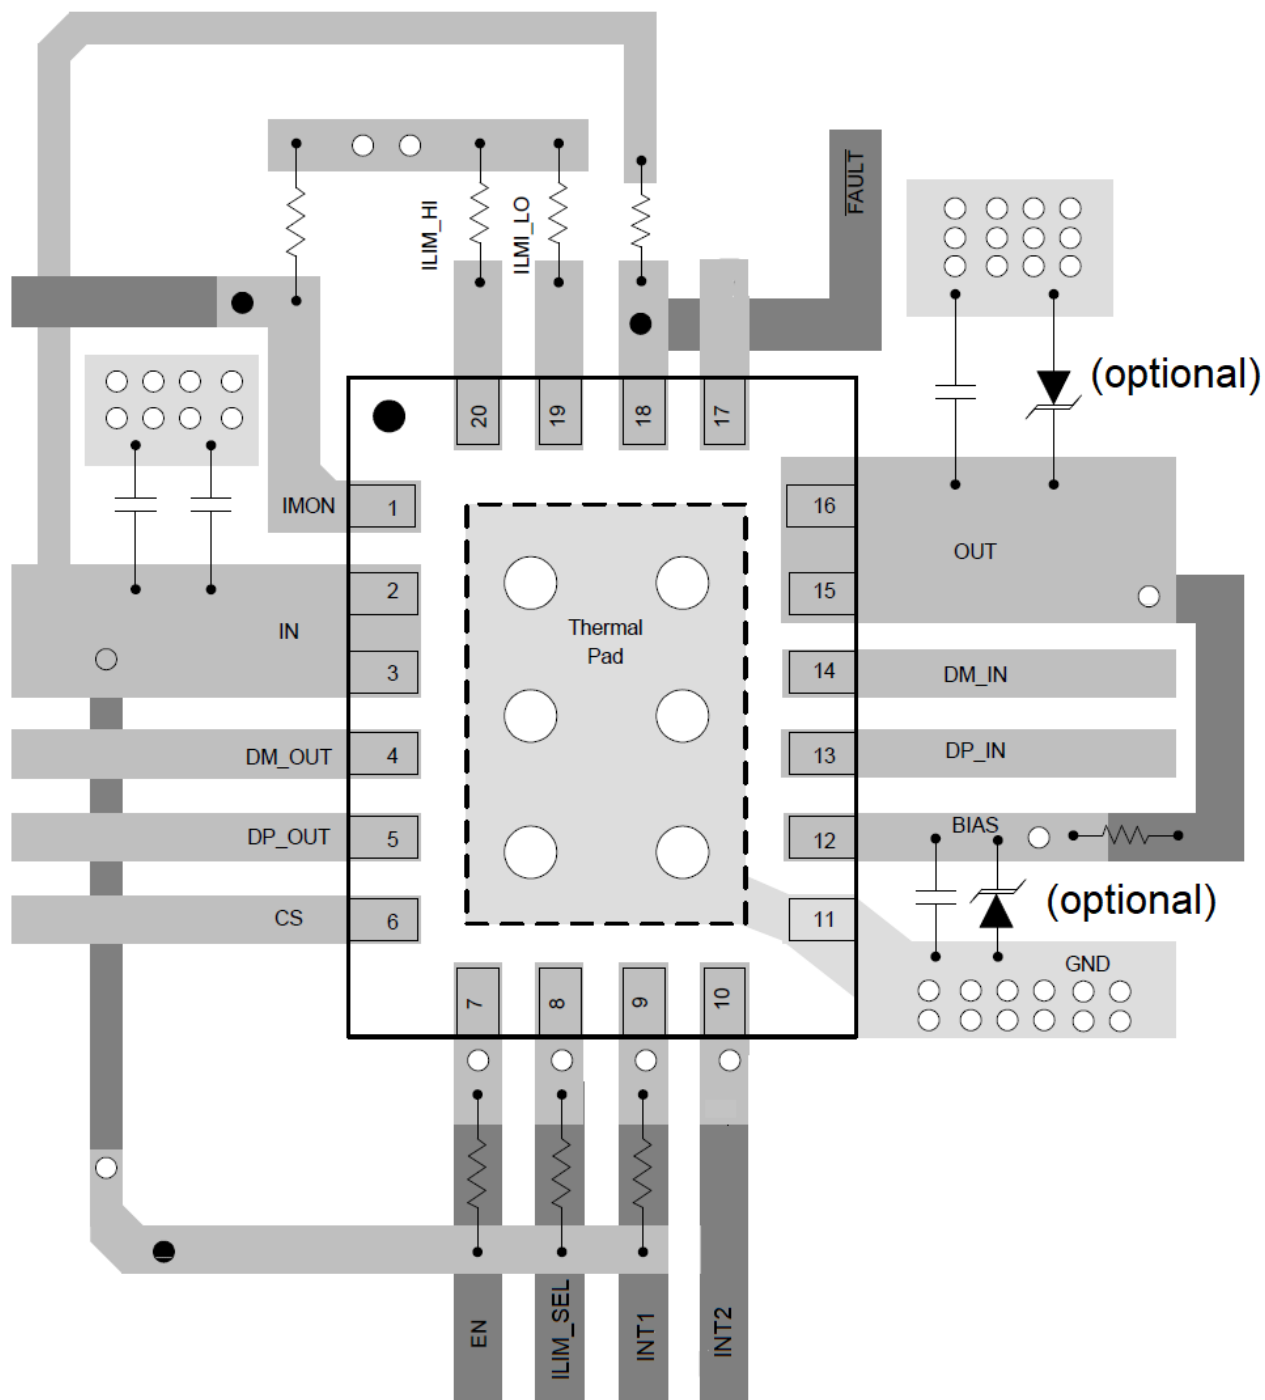 FAULT
ILIM_HI
ILMI_LO
(optional)
20
19
18
17
IMON
1
16
OUT
2
15
IN
Thermal
Pad
3
14
DM_IN
DM_OUT
4
13
DP_IN
DP_OUT
5
12
BIAS
(optional)
CS
6
11
GND
7
8
9
10
EN
ILIM_SEL
INT1
INT2